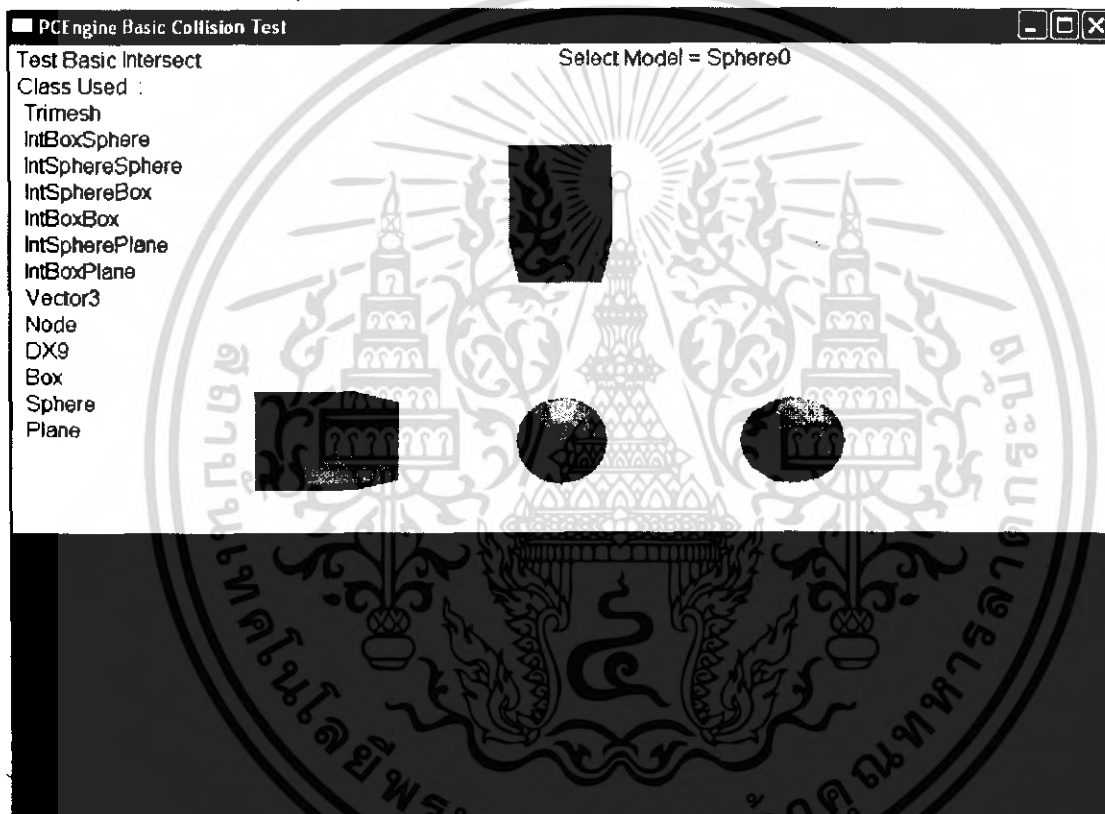 PCEngine Basic Collision Test
Test Basic Intersect
Select Model = Sphere0
Class Used :
Trimesh
IntBoxSphere
IntSphereSphere
IntSphereBox
IntBoxBox
IntSpherePlane
IntBoxPlane
Vector3
Node
DX9
Box
Sphere
Plane